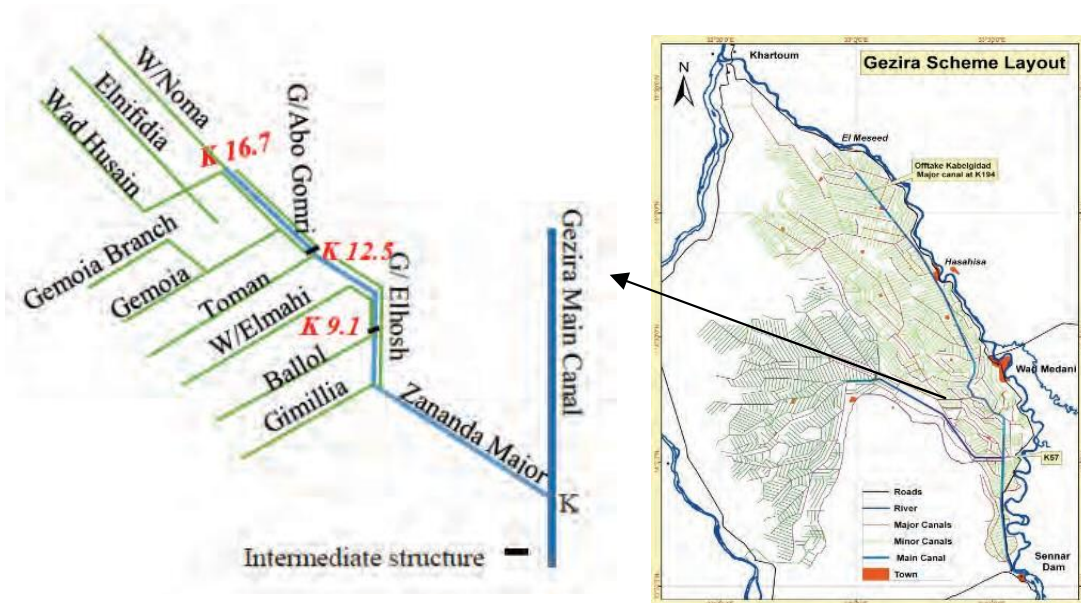 W/Noma
Elnifidia
Wad Husain
K 16.7
G/Abo Gomri
Gemoia Branch
Gemoia
Toman
K 12.5
G/ Elhosh
W/Elmahi
K 9.1
Ballol
Gimillia
Zananda Major
Gezira Main Canal
K
Intermediate structure
Gezira Scheme Layout
Khartoum
N
El Meseed
Offtake Kabelgidad
Major canal at K194
Hasahisa
Wad Medani
K57
Roads
River
Major Canals
Minor Canals
Main Canal
Town
Sennar
Dam